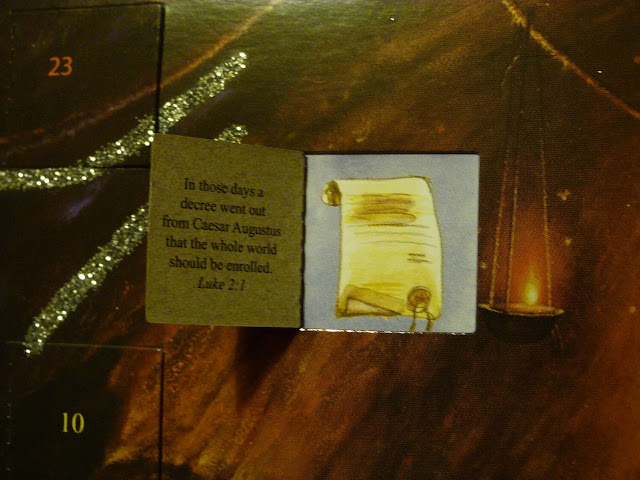 23
In those days a
decree went out
from Caesar Augustus
that the whole world
should be enrolled.
Luke 2:1
10